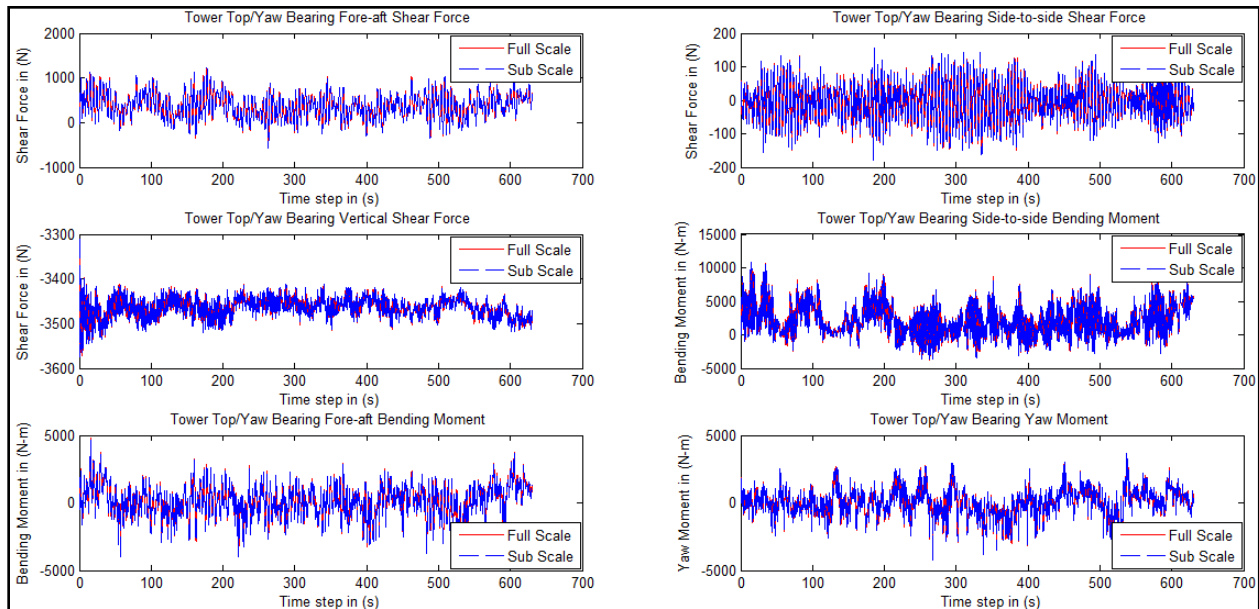 Tower Top/Yaw Bearing Fore-aft Shear Force
Shear Force in (N)
2000
1000
0
-1000
Full Scale
Sub Scale
0 100 200 300 400 500 600 700
Time step in (s)
Tower Top/Yaw Bearing Side-to-side Shear Force
Shear Force in (N)
200
100
0
-100
-200
Full Scale
Sub Scale
0 100 200 300 400 500 600 700
Time step in (s)
Tower Top/Yaw Bearing Vertical Shear Force
Shear Force in (N)
-3300
-3400
-3500
-3600
Full Scale
Sub Scale
0 100 200 300 400 500 600 700
Time step in (s)
Tower Top/Yaw Bearing Side-to-side Bending Moment
Bending Moment in (N-m)
15000
10000
5000
0
-5000
Full Scale
Sub Scale
0 100 200 300 400 500 600 700
Time step in (s)
Tower Top/Yaw Bearing Fore-aft Bending Moment
Bending Moment in (N-m)
5000
0
-5000
Full Scale
Sub Scale
0 100 200 300 400 500 600 700
Time step in (s)
Tower Top/Yaw Bearing Yaw Moment
Yaw Moment in (N-m)
5000
0
-5000
Full Scale
Sub Scale
0 100 200 300 400 500 600 700
Time step in (s)